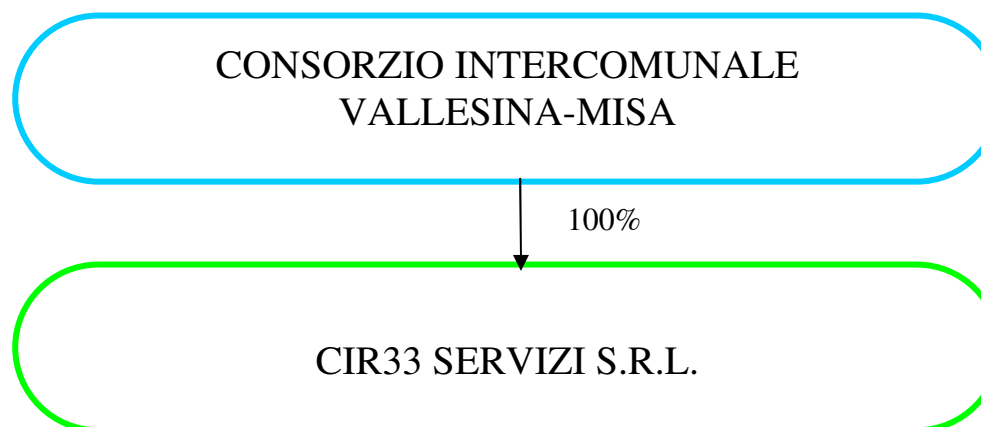 CONSORZIO INTERCOMUNALE
VALLESINA-MISA
100%
CIR33 SERVIZI S.R.L.